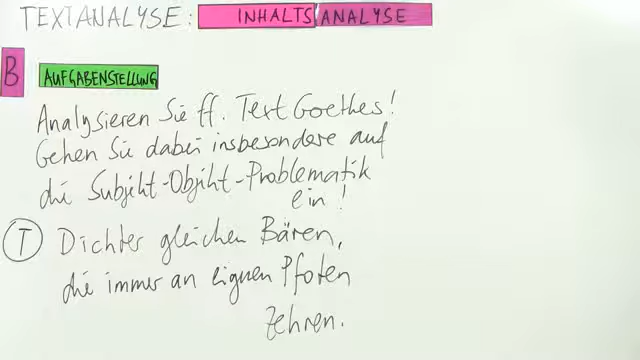 TEXTANALYSE: INHALTSANALYSE
B AUFGABENSTELLUNG
Analysieren Sie ff. Text Goethes!
Gehen Sie dabei insbesondere auf
die Subjekt-Objekt-Problematik
ein!
T Dichter gleichen Bären,
die immer an eignen Pfoten
zehren.